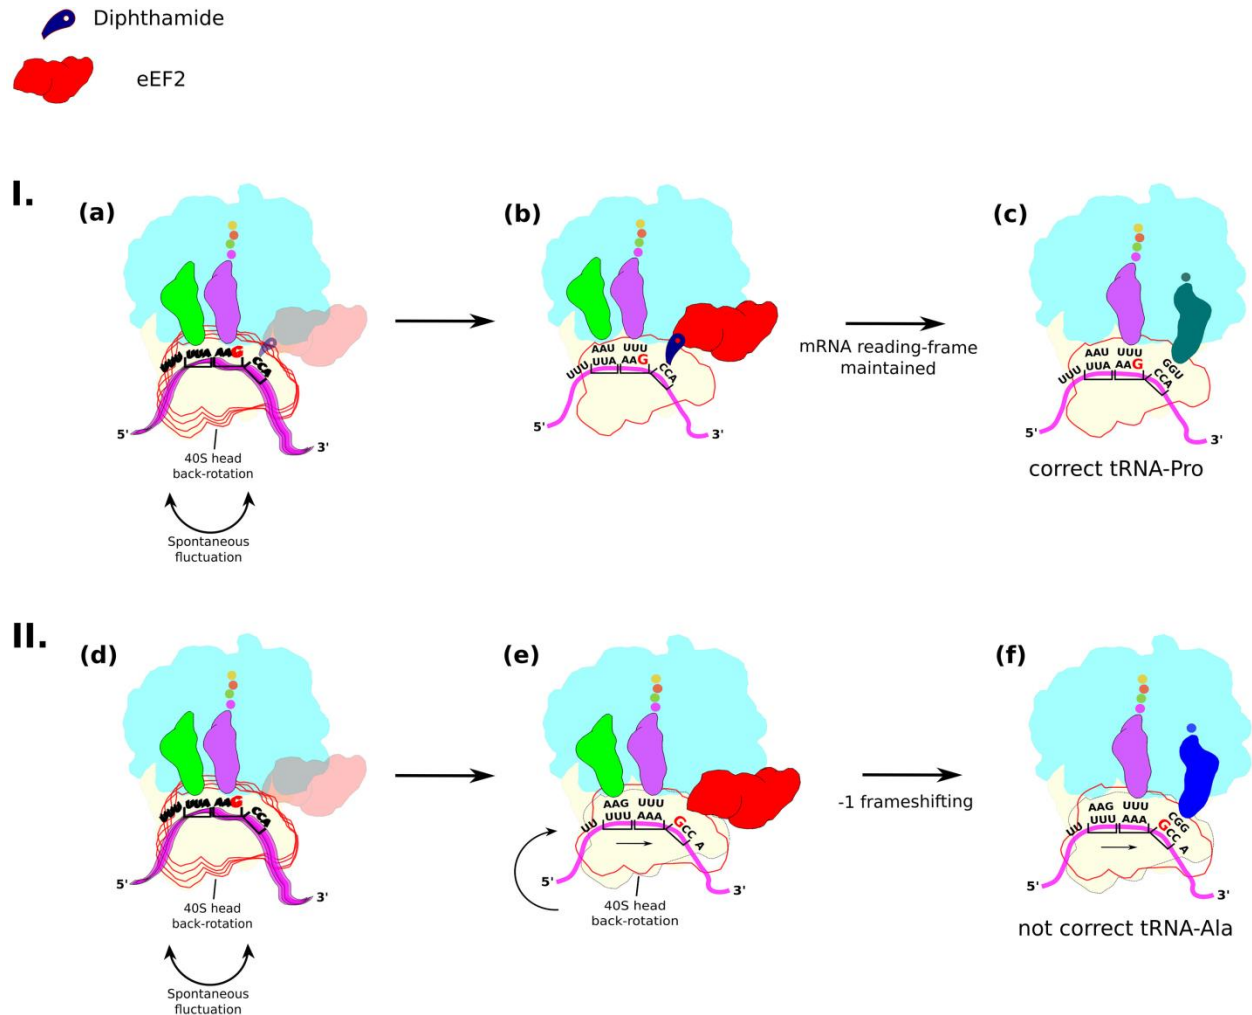 Diphthamide
eEF2
I.
(a)
UUU UUA AAG CCA
5'
3'
40S head
back-rotation
Spontaneous
fluctuation
(b)
AAU UUU
UUU UUA AAG CCA
5'
3'
mRNA reading-frame
maintained
(c)
AAU UUU GGU
UUU UUA AAG CCA
5'
3'
correct tRNA-Pro
II.
(d)
UUU UUA AAG CCA
5'
3'
40S head
back-rotation
Spontaneous
fluctuation
(e)
AAG UUU
UU UUU AAA GCC A
5'
3'
40S head
back-rotation
-1 frameshifting
(f)
AAG UUU CGG
UU UUU AAA GCC A
5'
3'
not correct tRNA-Ala